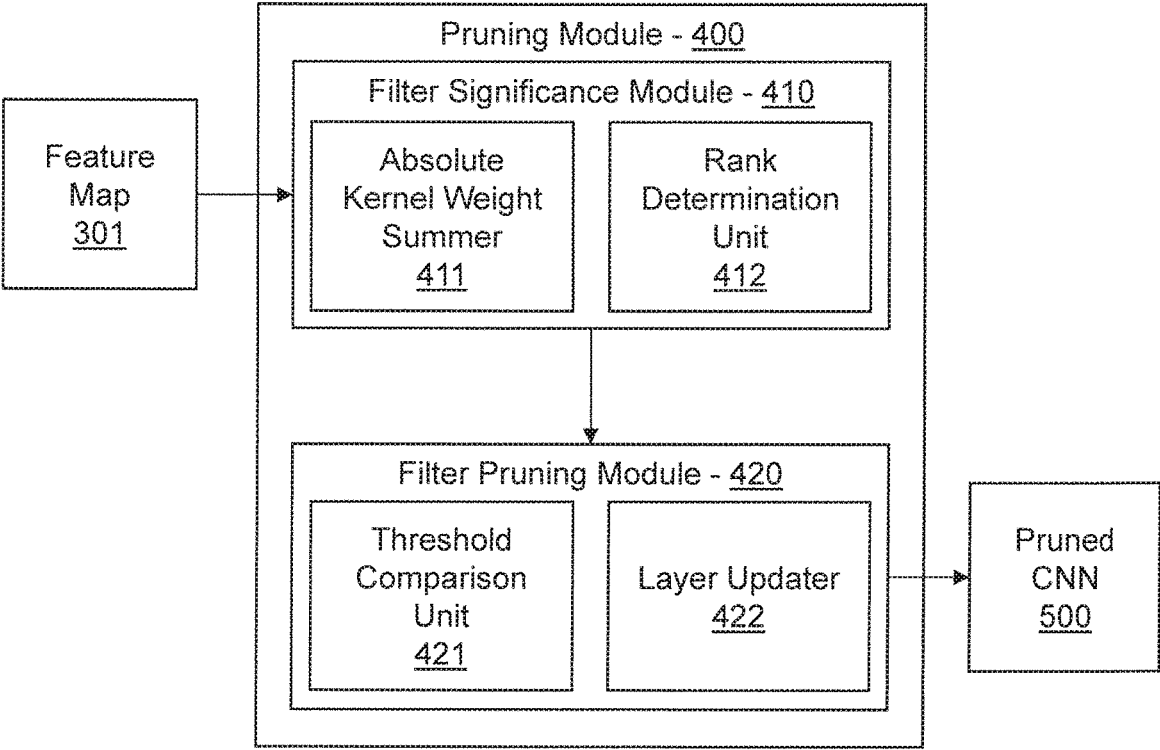 Pruning Module - 400
Filter Significance Module - 410
Feature
Map
301
Absolute
Kernel Weight
Summer
411
Rank
Determination
Unit
412
Filter Pruning Module - 420
Threshold
Comparison
Unit
421
Layer Updater
422
Pruned
CNN
500